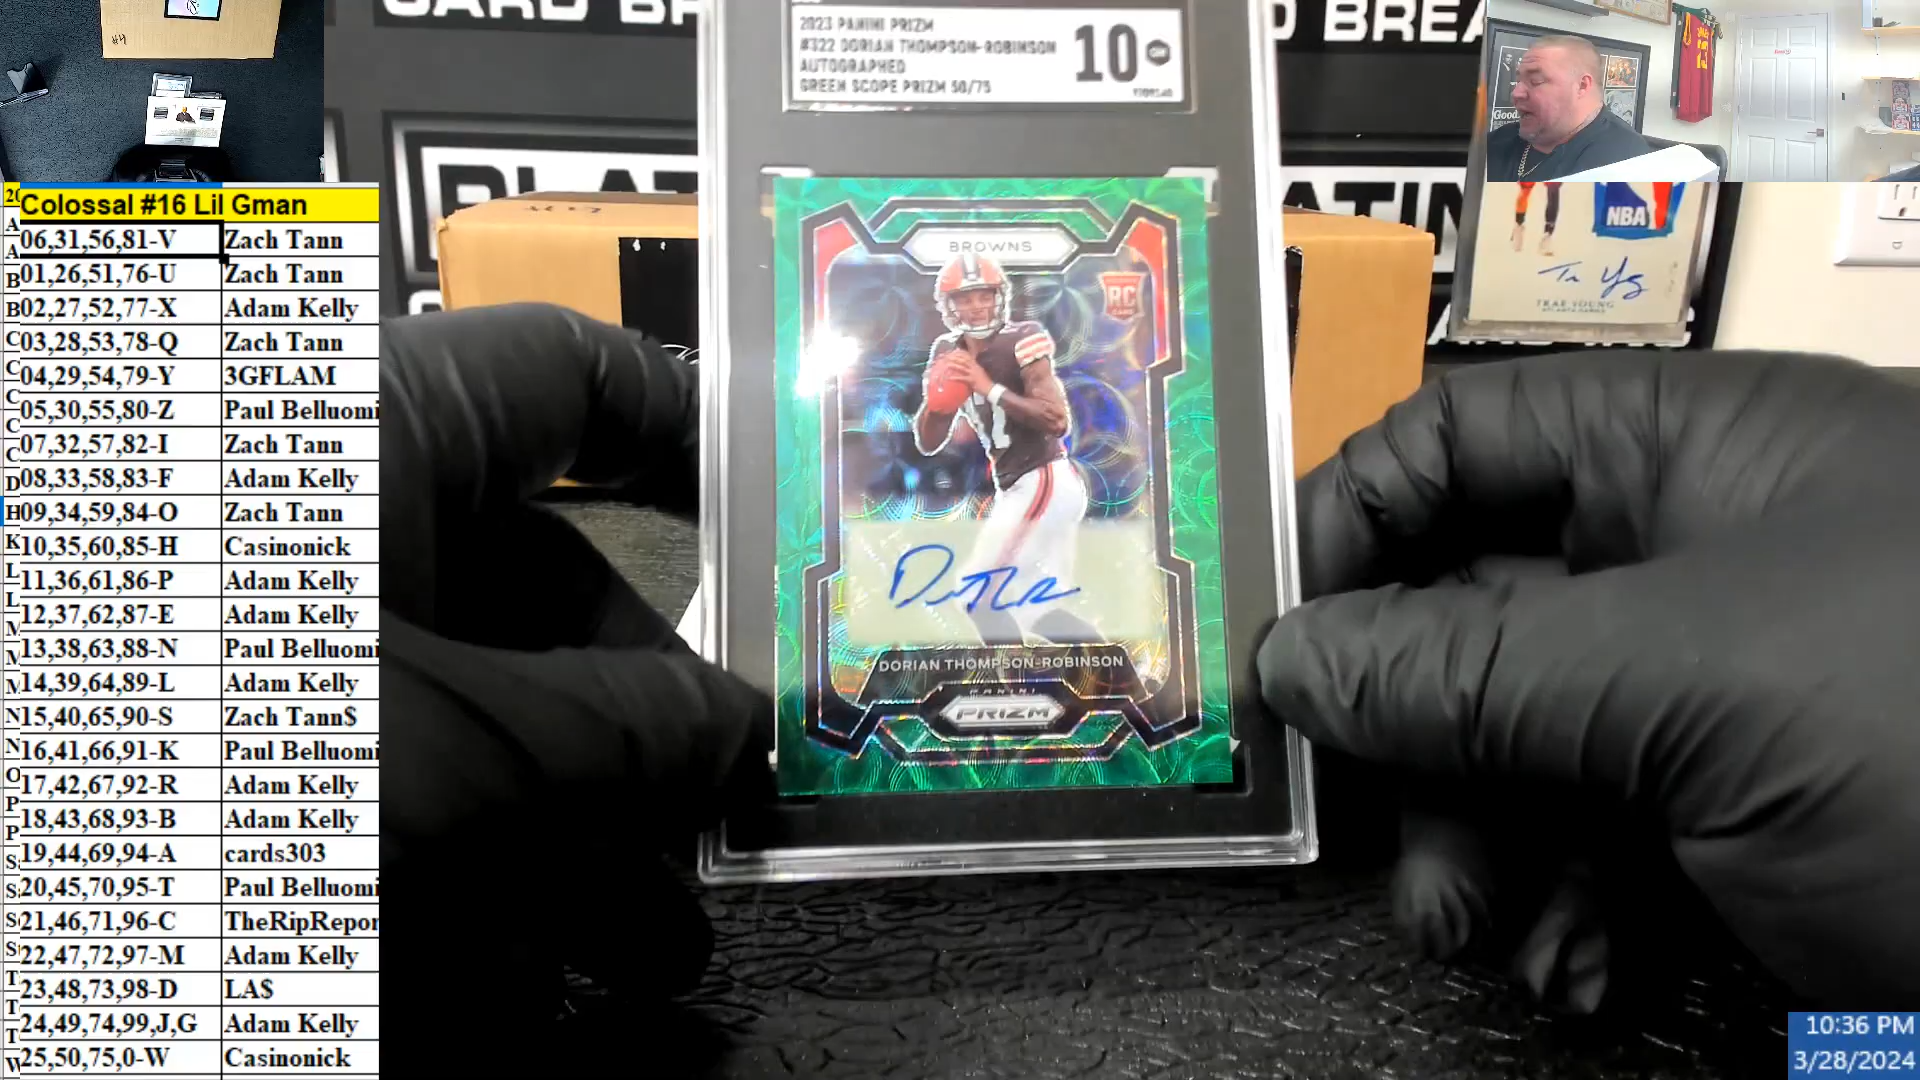 #4
Colossal #16 Lil Gman
06,31,56,81-V Zach Tann
01,26,51,76-U Zach Tann
02,27,52,77-X Adam Kelly
03,28,53,78-Q Zach Tann
04,29,54,79-Y 3GFLAM
05,30,55,80-Z Paul Belluomi
07,32,57,82-I Zach Tann
08,33,58,83-F Adam Kelly
09,34,59,84-O Zach Tann
10,35,60,85-H Casinonick
11,36,61,86-P Adam Kelly
12,37,62,87-E Adam Kelly
13,38,63,88-N Paul Belluomi
14,39,64,89-L Adam Kelly
15,40,65,90-S Zach Tann$
16,41,66,91-K Paul Belluomi
17,42,67,92-R Adam Kelly
18,43,68,93-B Adam Kelly
19,44,69,94-A cards303
20,45,70,95-T Paul Belluomi
21,46,71,96-C TheRipRepor
22,47,72,97-M Adam Kelly
23,48,73,98-D LA$
24,49,74,99,J,G Adam Kelly
25,50,75,0-W Casinonick
CARD BREA
2023 PANINI PRIZM
#322 DORIAN THOMPSON-ROBINSON
AUTOGRAPHED
GREEN SCOPE PRIZM 50/75
10
GM
BROWNS
RC
17
DORIAN THOMPSON-ROBINSON
PANINI
PRIZM
Good
NBA
TRAE YOUNG
ATLANTA HAWKS
10:36 PM
3/28/2024